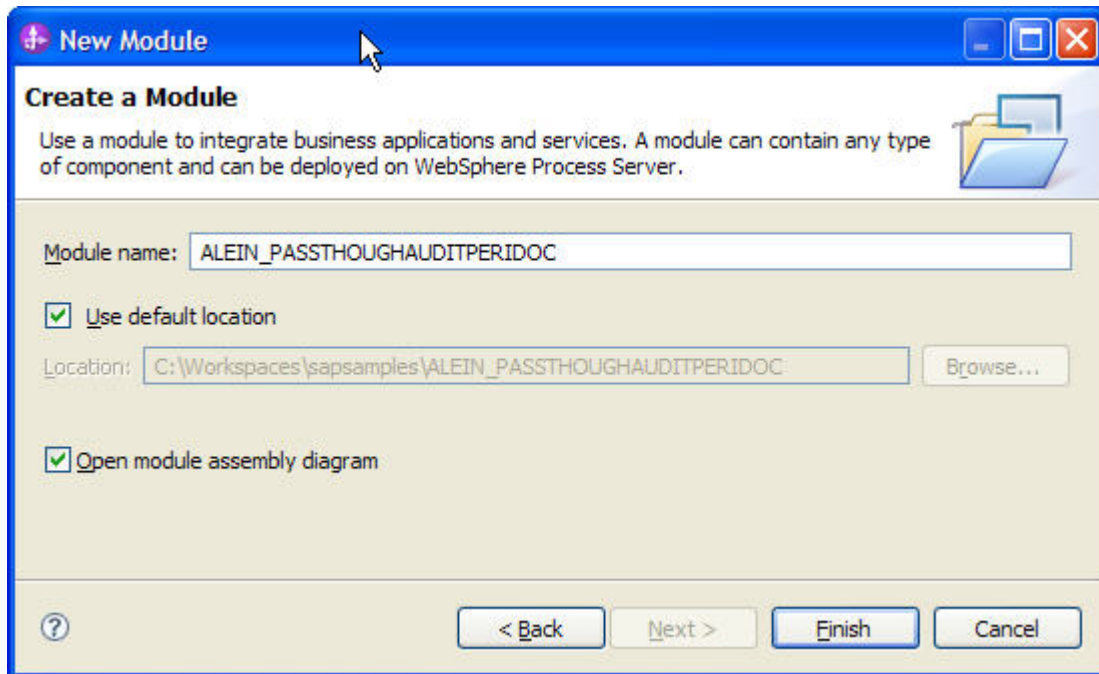 New Module
Create a Module
Use a module to integrate business applications and services. A module can contain any type
of component and can be deployed on WebSphere Process Server.
Module name: ALEIN_PASSTHOUGHAUDITPERIDOC
Use default location
Location: C:\Workspaces\sapsamples\ALEIN_PASSTHOUGHAUDITPERIDOC Browse...
Open module assembly diagram
? < Back Next > Finish Cancel